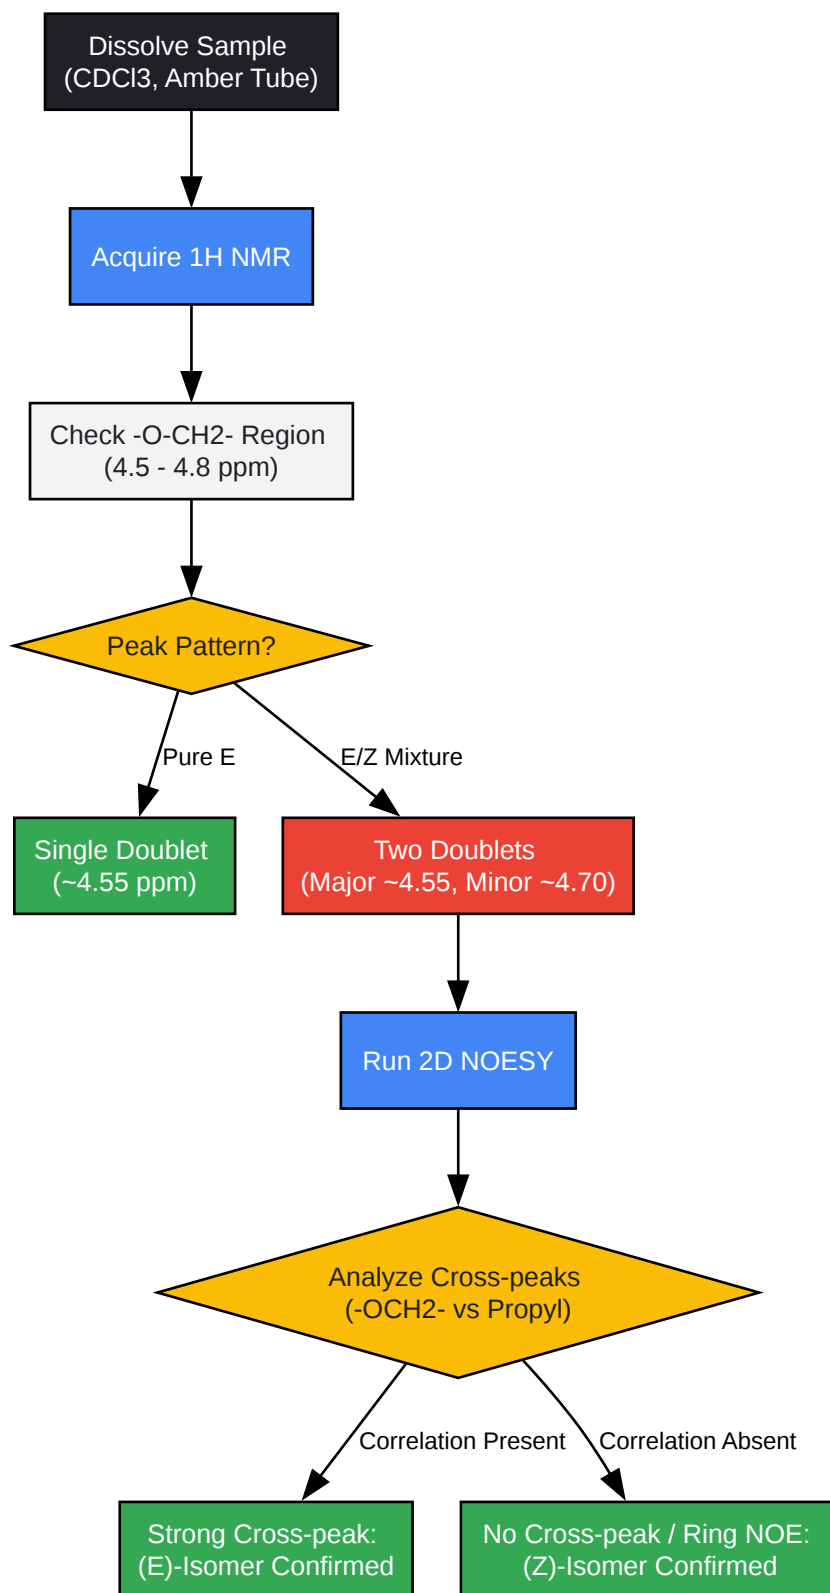 Dissolve Sample
(CDCl3, Amber Tube)
Acquire 1H NMR
Check -O-CH2- Region
(4.5 - 4.8 ppm)
Peak Pattern?
Pure E
E/Z Mixture
Single Doublet
(~4.55 ppm)
Two Doublets
(Major ~4.55, Minor ~4.70)
Run 2D NOESY
Analyze Cross-peaks
(-OCH2- vs Propyl)
Correlation Present
Correlation Absent
Strong Cross-peak:
(E)-Isomer Confirmed
No Cross-peak / Ring NOE:
(Z)-Isomer Confirmed